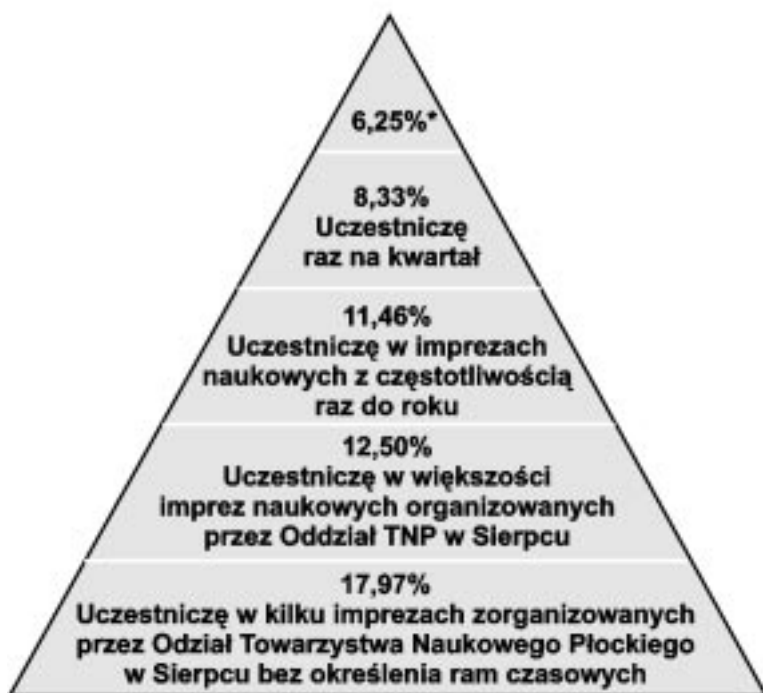 6,25%*
8,33%
Uczestniczę
raz na kwartał
11,46%
Uczestniczę w imprezach
naukowych z częstotliwością
raz do roku
12,50%
Uczestniczę w większości
imprez naukowych organizowanych
przez Oddział TNP w Sierpcu
17,97%
Uczestniczę w kilku imprezach zorganizowanych
przez Odział Towarzystwa Naukowego Płockiego
w Sierpcu bez określenia ram czasowych